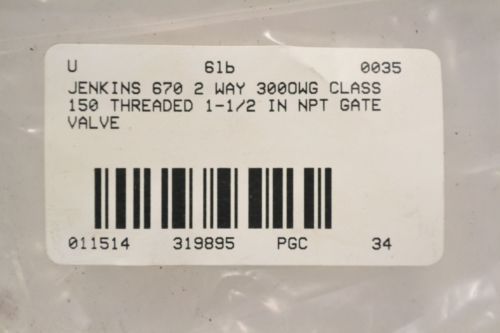 U 6lb 0035
JENKINS 670 2 WAY 300OWG CLASS
150 THREADED 1-1/2 IN NPT GATE
VALVE
011514 319895 PGC 34